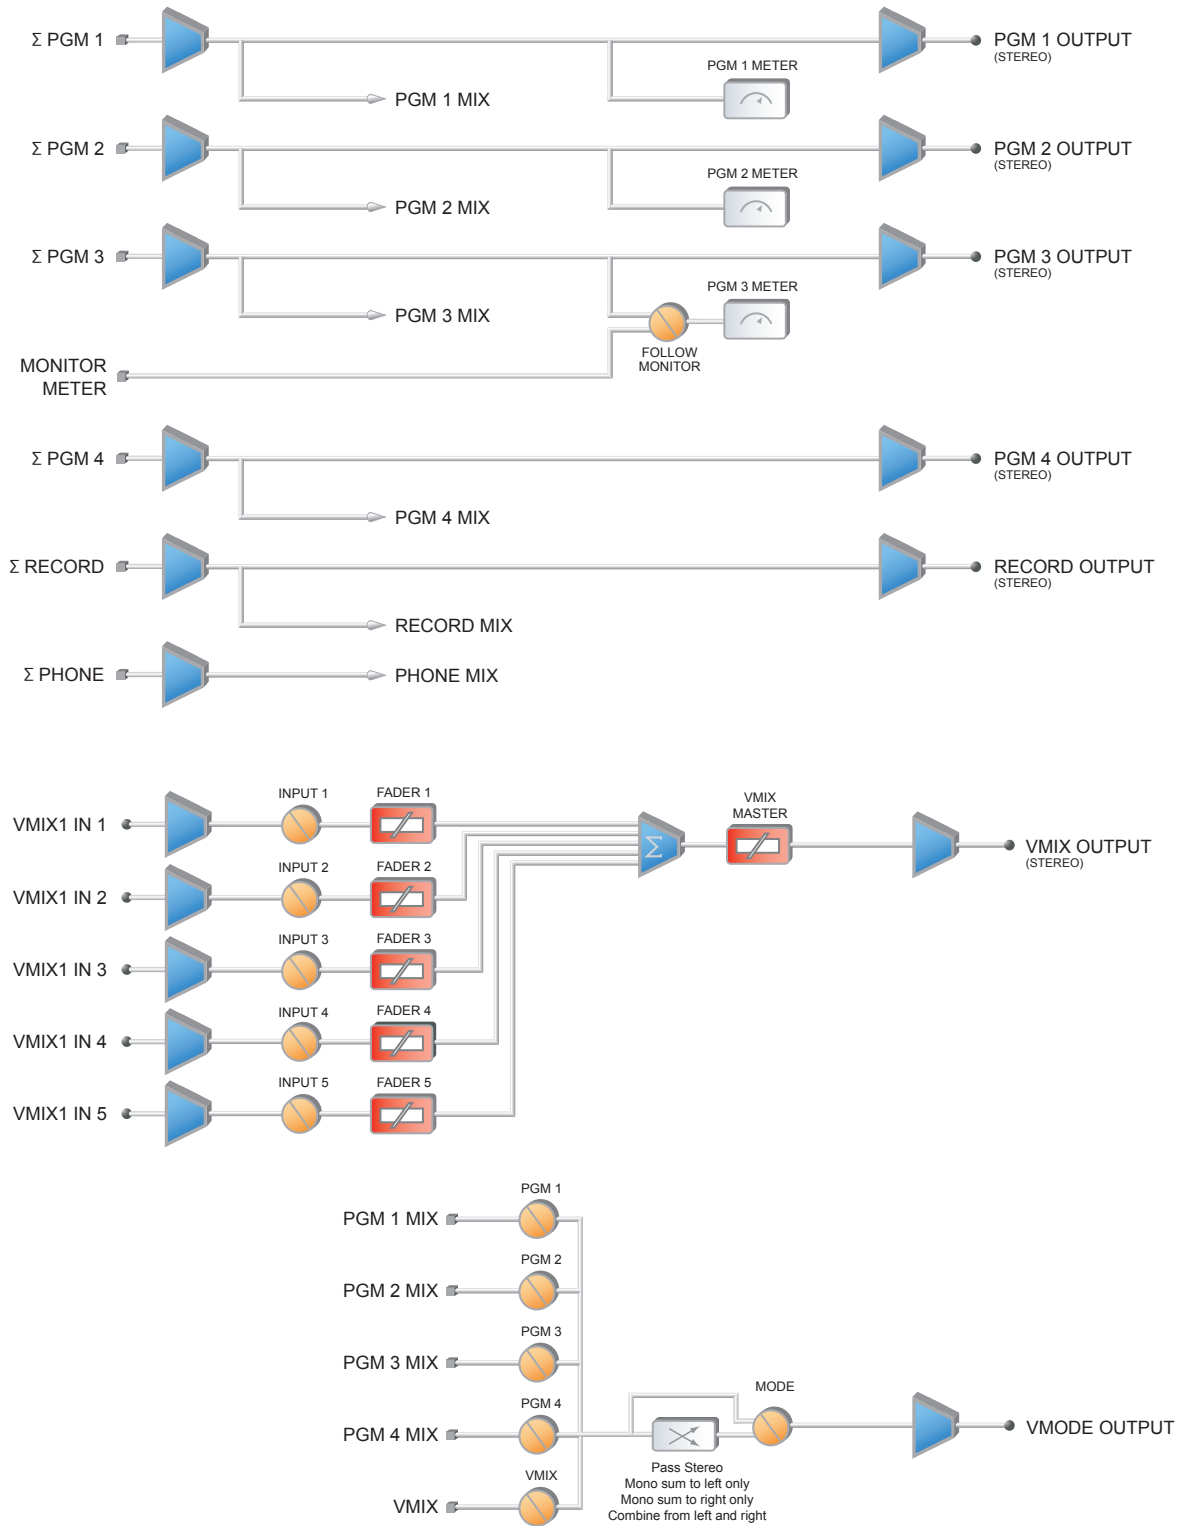 Σ PGM 1
PGM 1 OUTPUT
(STEREO)
PGM 1 METER
PGM 1 MIX
Σ PGM 2
PGM 2 OUTPUT
(STEREO)
PGM 2 METER
PGM 2 MIX
Σ PGM 3
PGM 3 OUTPUT
(STEREO)
PGM 3 METER
PGM 3 MIX
FOLLOW
MONITOR
MONITOR
METER
Σ PGM 4
PGM 4 OUTPUT
(STEREO)
PGM 4 MIX
Σ RECORD
RECORD OUTPUT
(STEREO)
RECORD MIX
Σ PHONE
PHONE MIX
INPUT 1
FADER 1
VMIX
MASTER
VMIX1 IN 1
Σ
VMIX OUTPUT
(STEREO)
INPUT 2
FADER 2
VMIX1 IN 2
INPUT 3
FADER 3
VMIX1 IN 3
INPUT 4
FADER 4
VMIX1 IN 4
INPUT 5
FADER 5
VMIX1 IN 5
PGM 1
PGM 1 MIX
PGM 2
PGM 2 MIX
PGM 3
PGM 3 MIX
PGM 4
MODE
PGM 4 MIX
VMODE OUTPUT
VMIX
VMIX
Pass Stereo
Mono sum to left only
Mono sum to right only
Combine from left and right